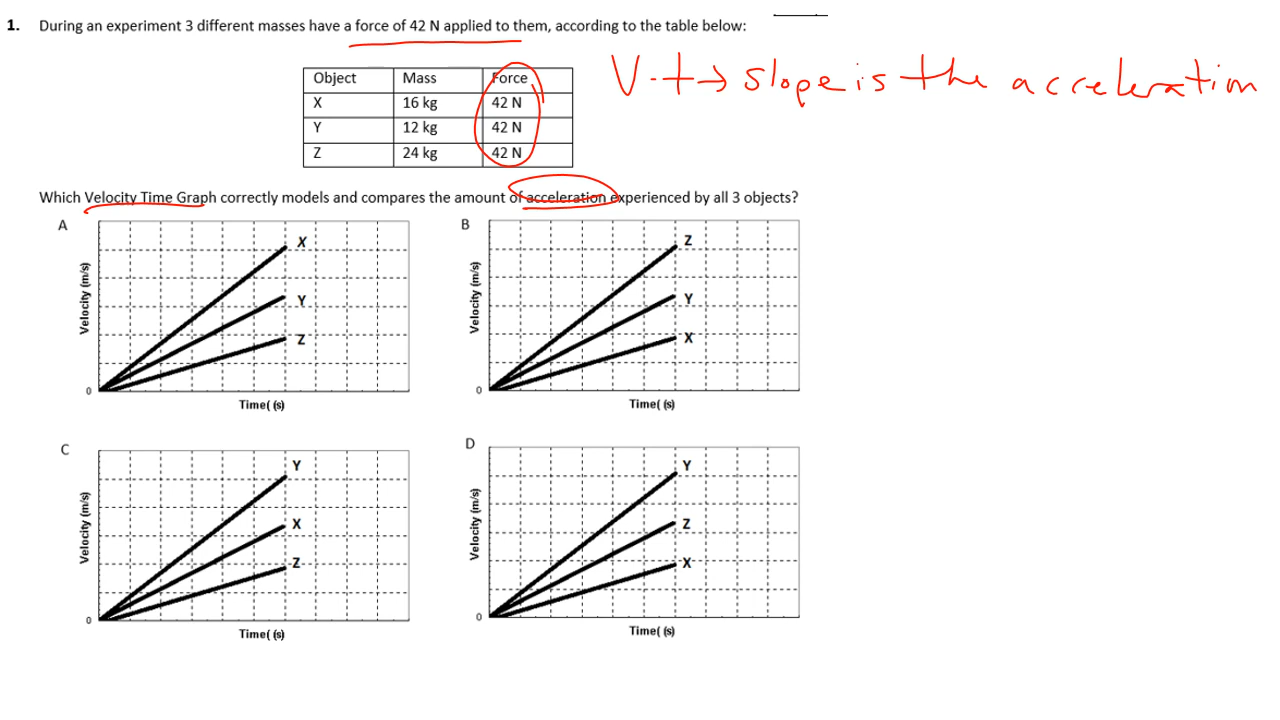 1. During an experiment 3 different masses have a force of 42 N applied to them, according to the table below:
V-t→ slope is the acceleration
Object Mass Force
X 16 kg 42 N
Y 12 kg 42 N
Z 24 kg 42 N
Which Velocity Time Graph correctly models and compares the amount of acceleration experienced by all 3 objects?
A
Velocity (m/s)
X
Y
Z
0
Time( (s)
B
Velocity (m/s)
Z
Y
X
0
Time( (s)
C
Velocity (m/s)
Y
X
Z
0
Time( (s)
D
Velocity (m/s)
Y
Z
X
0
Time( (s)